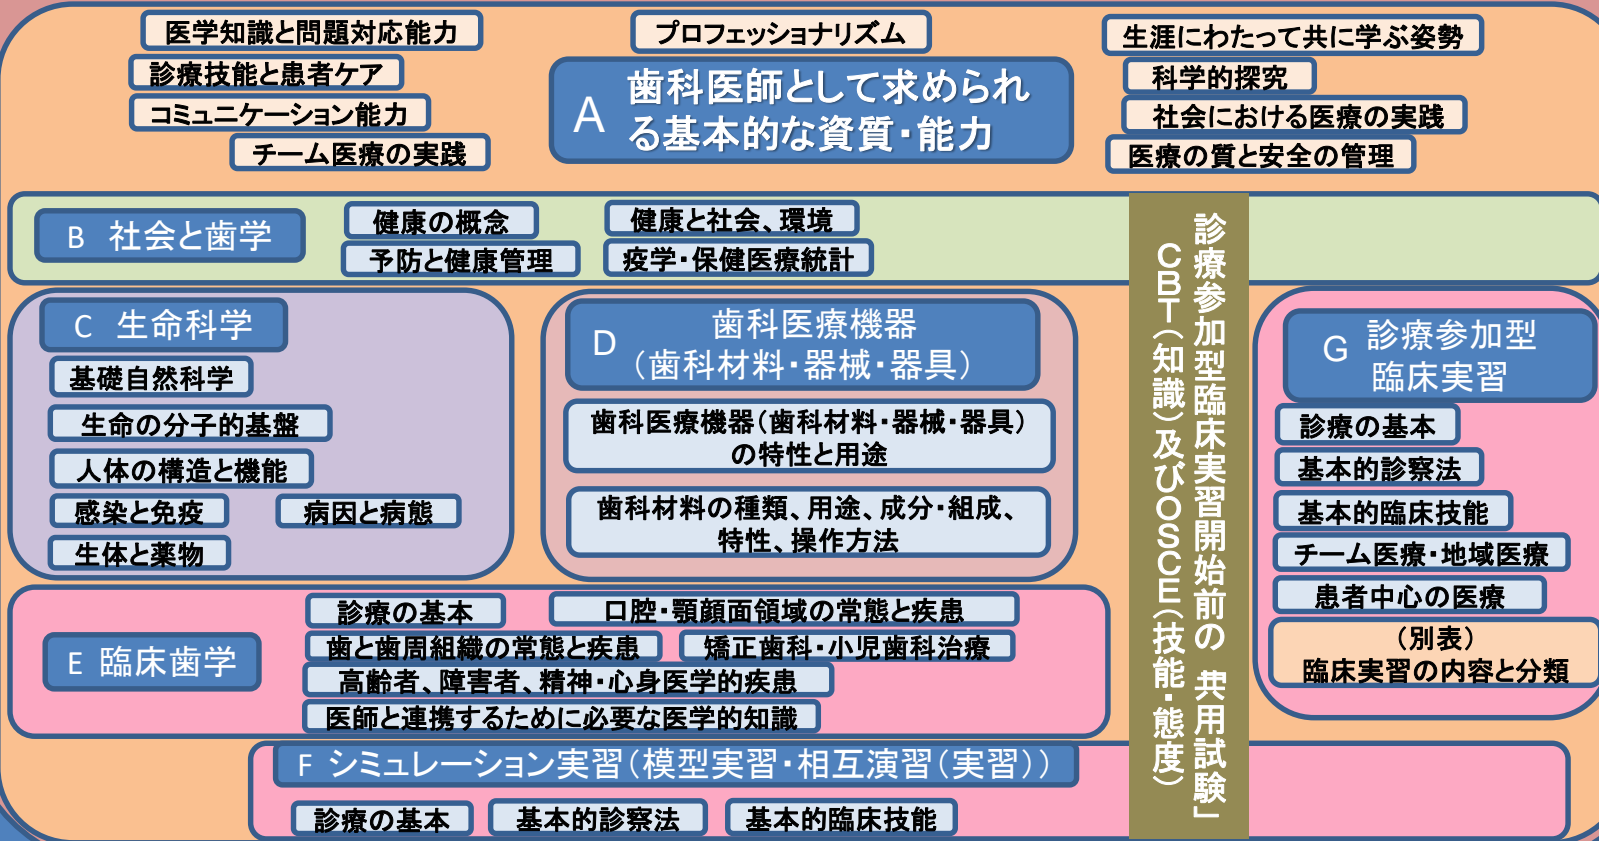 医学知識と問題対応能力
診療技能と患者ケア
コミュニケーション能力
チーム医療の実践
プロフェッショナリズム
A 歯科医師として求められ
る基本的な資質・能力
生涯にわたって共に学ぶ姿勢
科学的探究
社会における医療の実践
医療の質と安全の管理
B 社会と歯学
健康の概念
健康と社会、環境
予防と健康管理
疫学・保健医療統計
C 生命科学
基礎自然科学
生命の分子的基盤
人体の構造と機能
感染と免疫
病因と病態
生体と薬物
D 歯科医療機器
（歯科材料・器械・器具）
歯科医療機器（歯科材料・器械・器具）
の特性と用途
歯科材料の種類、用途、成分・組成、
特性、操作方法
E 臨床歯学
診療の基本
口腔・顎顔面領域の常態と疾患
歯と歯周組織の常態と疾患
矯正歯科・小児歯科治療
高齢者、障害者、精神・心身医学的疾患
医師と連携するために必要な医学的知識
F シミュレーション実習（模型実習・相互演習（実習））
診療の基本
基本的診察法
基本的臨床技能
診療参加型臨床実習開始前の「共用試験」
CBT（知識）及びOSCE（技能・態度）
G 診療参加型
臨床実習
診療の基本
基本的診察法
基本的臨床技能
チーム医療・地域医療
患者中心の医療
（別表）
臨床実習の内容と分類